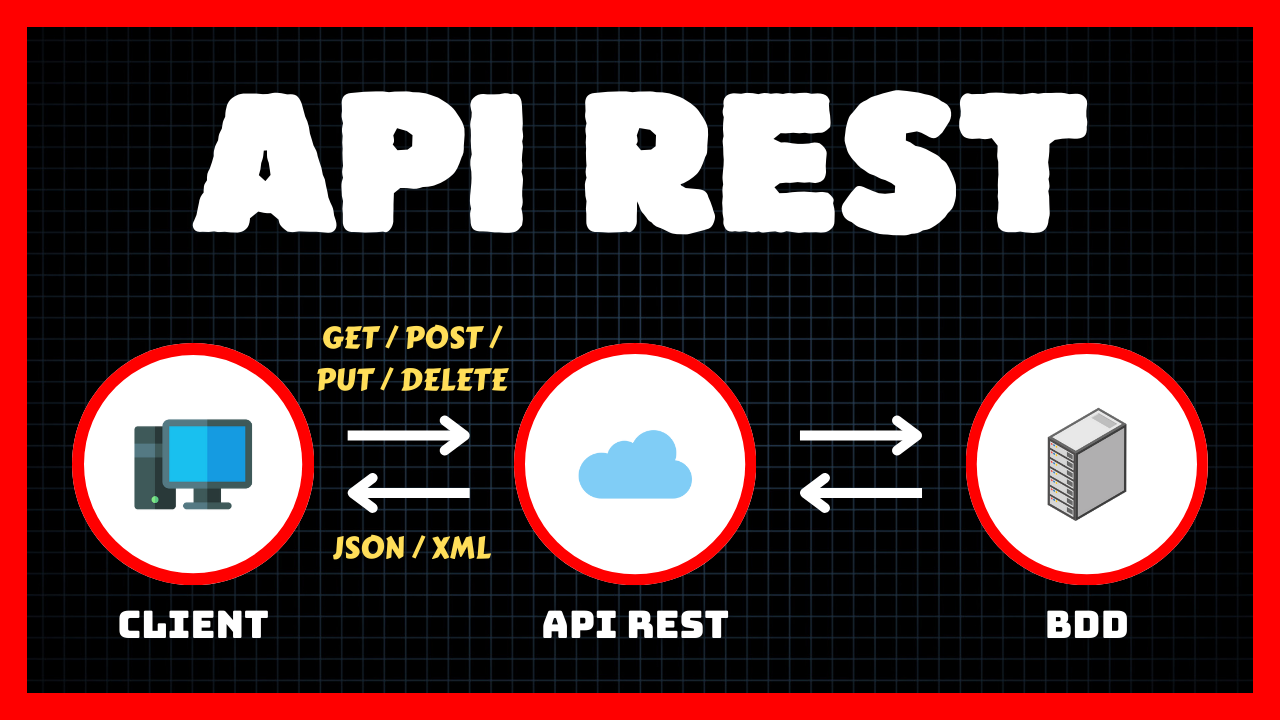 API REST
GET / POST /
PUT / DELETE
JSON / XML
CLIENT
API REST
BDD